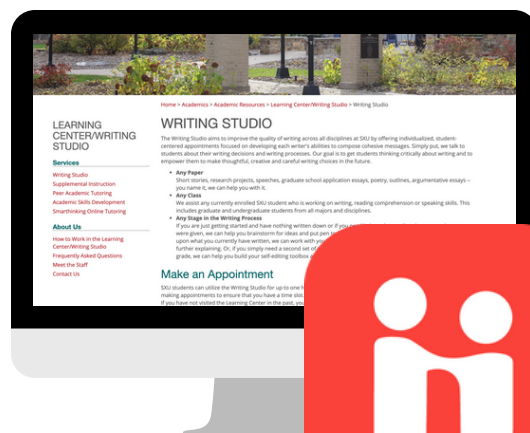 Home > Academics > Academic Resources > Learning Center/Writing Studio > Writing Studio
LEARNING
CENTER/WRITING
STUDIO
Services
Writing Studio
Supplemental Instruction
Peer Academic Tutoring
Academic Skills Development
Smarthinking Online Tutoring
About Us
How to Work in the Learning
Center/Writing Studio
Frequently Asked Questions
Meet the Staff
Contact Us
WRITING STUDIO
The Writing Studio aims to improve the quality of writing across all disciplines at SXU by offering individualized, student-
centered appointments focused on developing each writer's abilities to compose cohesive messages. Simply put, we talk to
students about their writing decisions and writing processes. Our goal is to get students thinking critically about writing and to
empower them to make thoughtful, creative and careful writing choices in the future.
• Any Paper
Short stories, research projects, speeches, graduate school application essays, poetry, outlines, argumentative essays –
you name it, we can help you with it.
• Any Class
We assist any currently enrolled SXU student who is working on writing, reading comprehension or speaking skills. This
includes graduate and undergraduate students from all majors and disciplines.
• Any Stage in the Writing Process
If you are just getting started and have nothing written down or if you
were given, we can help you brainstorm for ideas and put pen
upon what you currently have written, we can work with you
further explaining. Or, if you simply need a second set of
grade, we can help you build your self-editing toolbox
Make an Appointment
SXU students can utilize the Writing Studio for up to one
making appointments to ensure that you have a time slot.
If you have not visited the Learning Center in the past, you